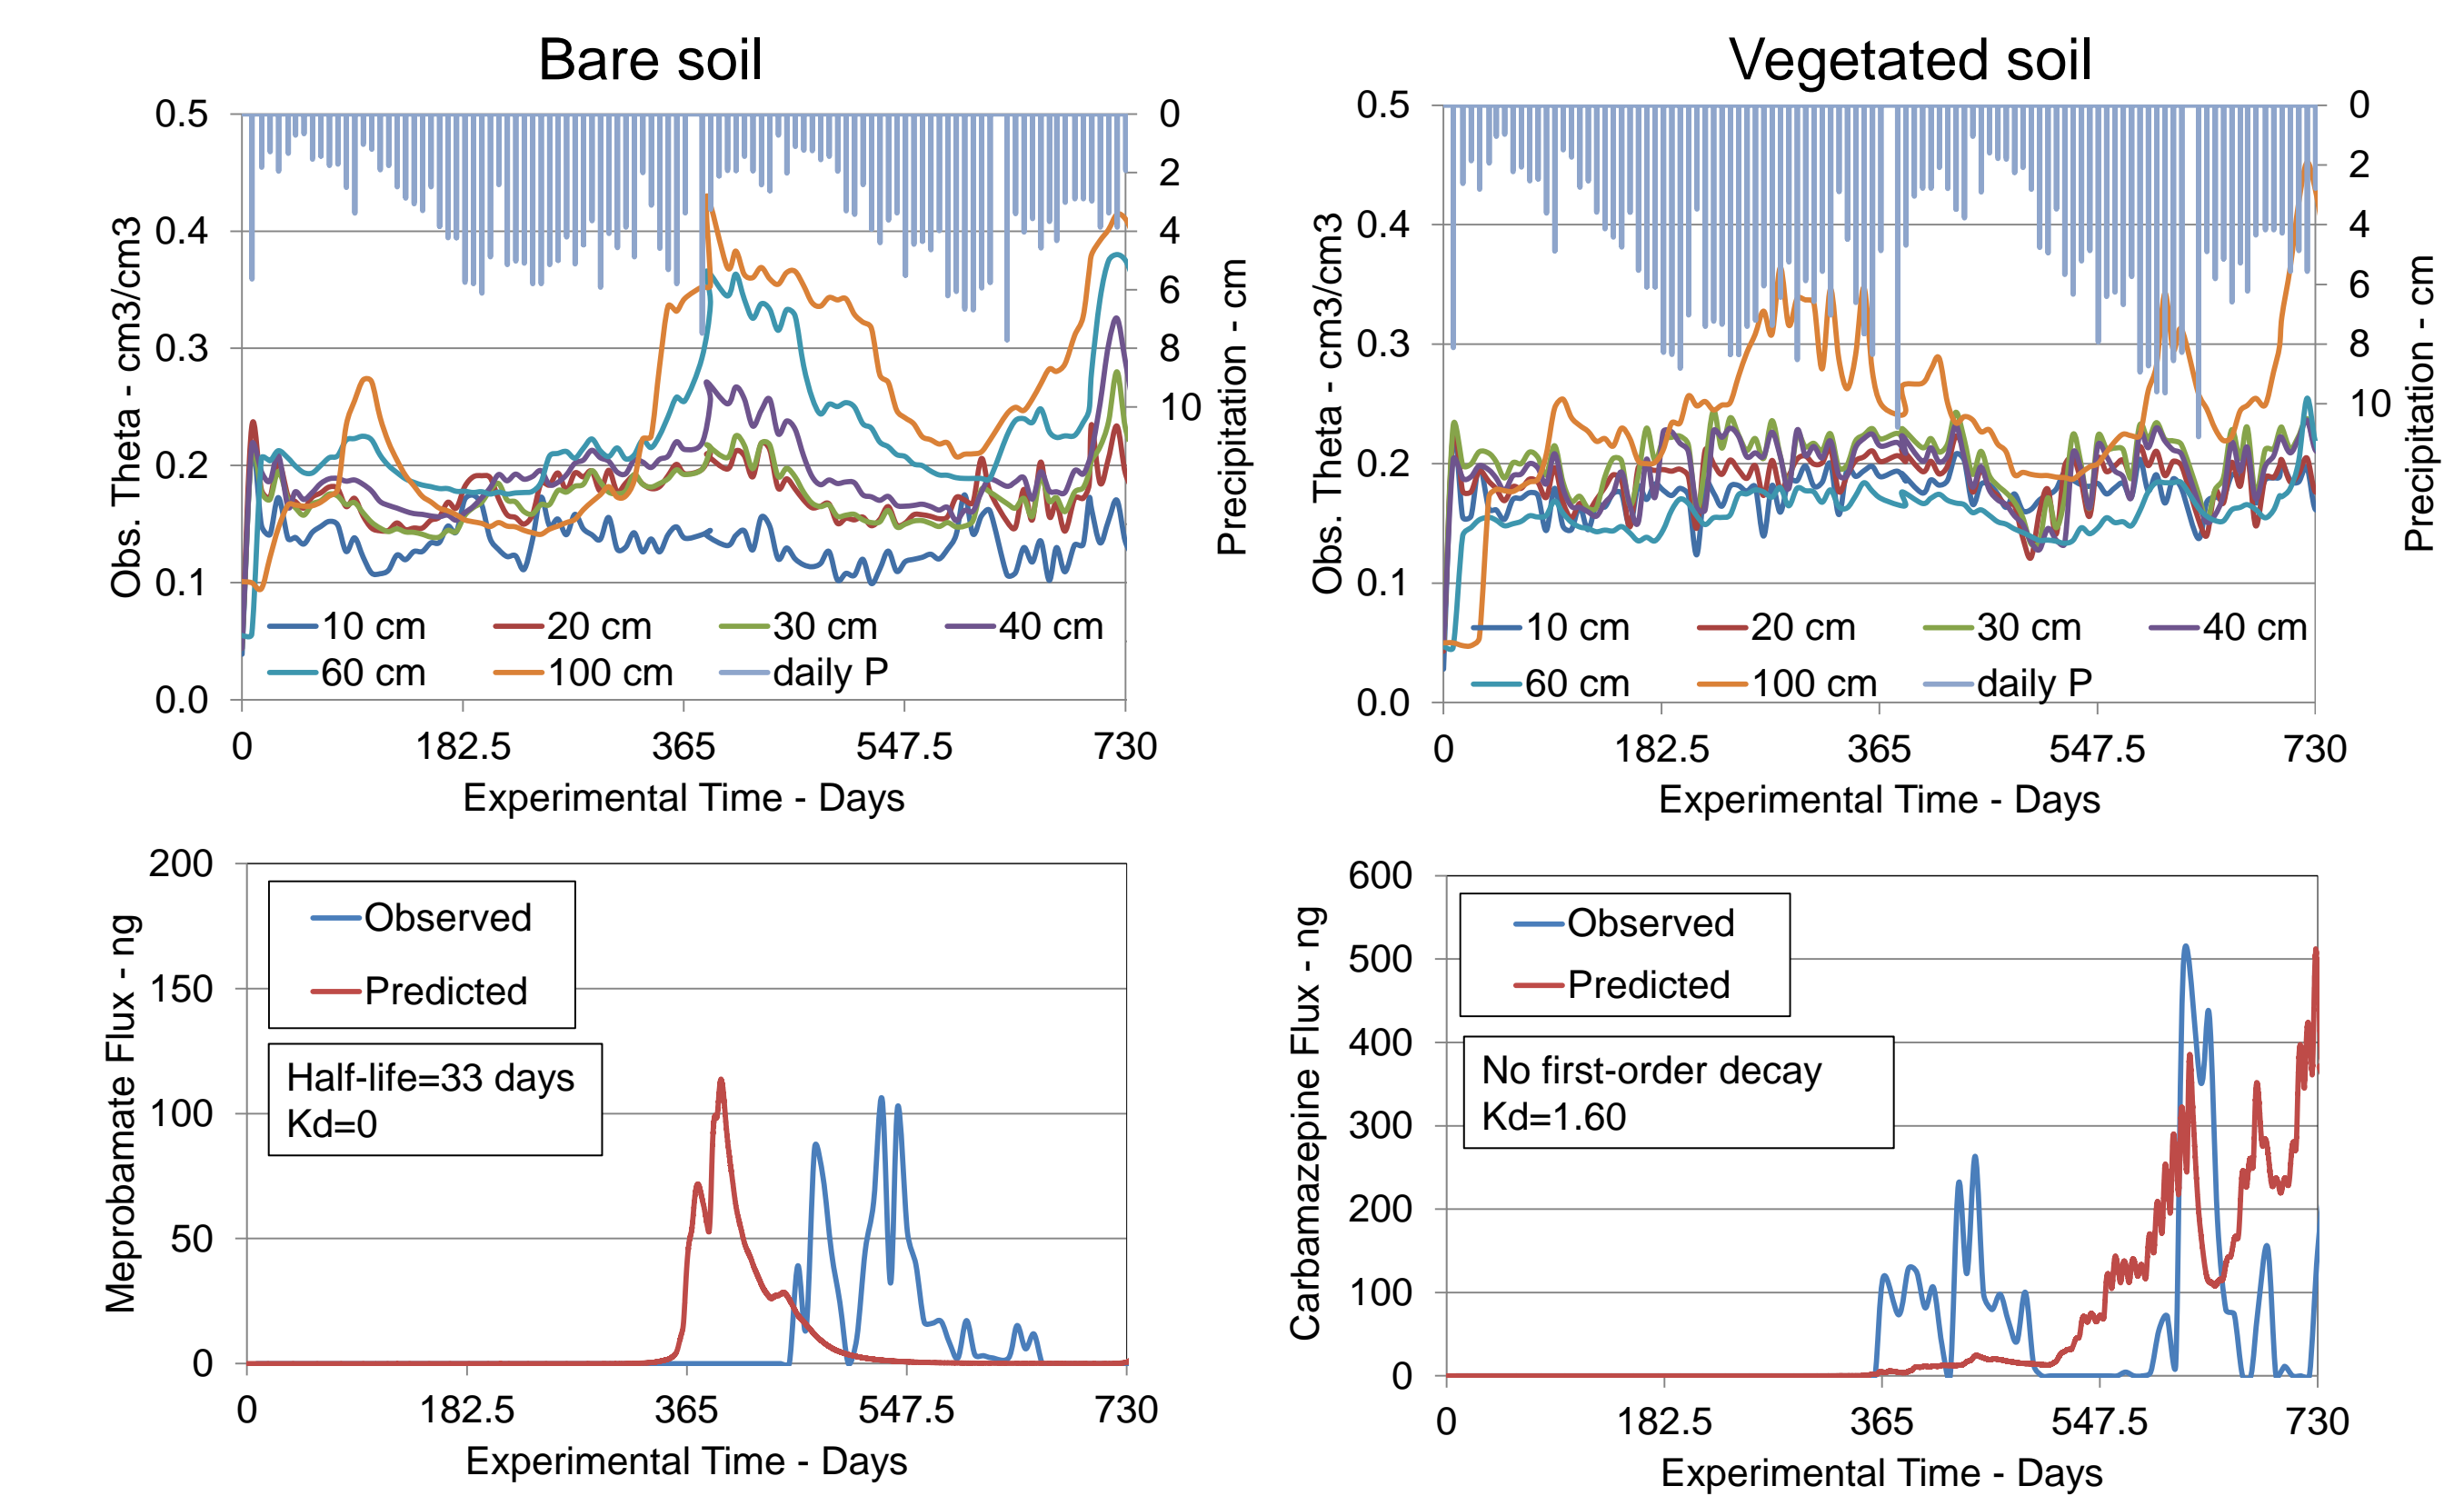 Bare soil
Vegetated soil
0.5
0.4
0.3
0.2
0.1
0.0
Obs. Theta - cm3/cm3
0
2
4
6
8
10
Precipitation - cm
10 cm 20 cm 30 cm 40 cm
60 cm 100 cm daily P
0 182.5 365 547.5 730
Experimental Time - Days
0.5
0.4
0.3
0.2
0.1
0.0
Obs. Theta - cm3/cm3
0
2
4
6
8
10
Precipitation - cm
10 cm 20 cm 30 cm 40 cm
60 cm 100 cm daily P
0 182.5 365 547.5 730
Experimental Time - Days
200
150
100
50
0
Meprobamate Flux - ng
Observed
Predicted
Half-life=33 days
Kd=0
0 182.5 365 547.5 730
Experimental Time - Days
600
500
400
300
200
100
0
Carbamazepine Flux - ng
Observed
Predicted
No first-order decay
Kd=1.60
0 182.5 365 547.5 730
Experimental Time - Days